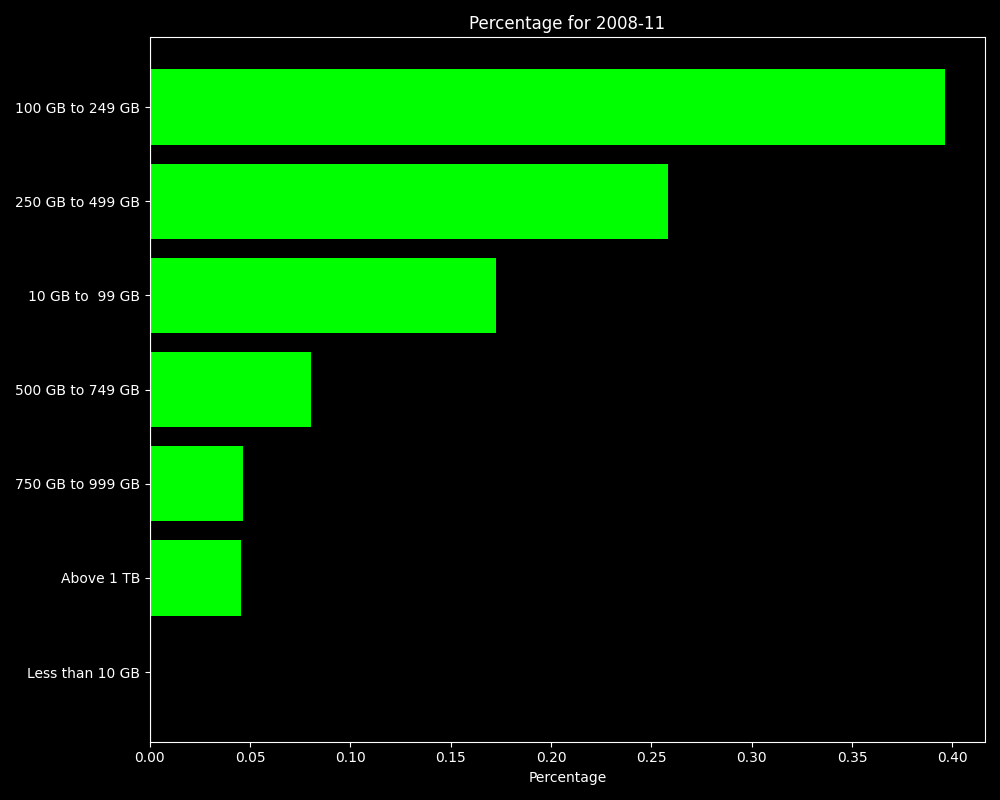 Percentage for 2008-11
100 GB to 249 GB
250 GB to 499 GB
10 GB to  99 GB
500 GB to 749 GB
750 GB to 999 GB
Above 1 TB
Less than 10 GB
0.00 0.05 0.10 0.15 0.20 0.25 0.30 0.35 0.40
Percentage